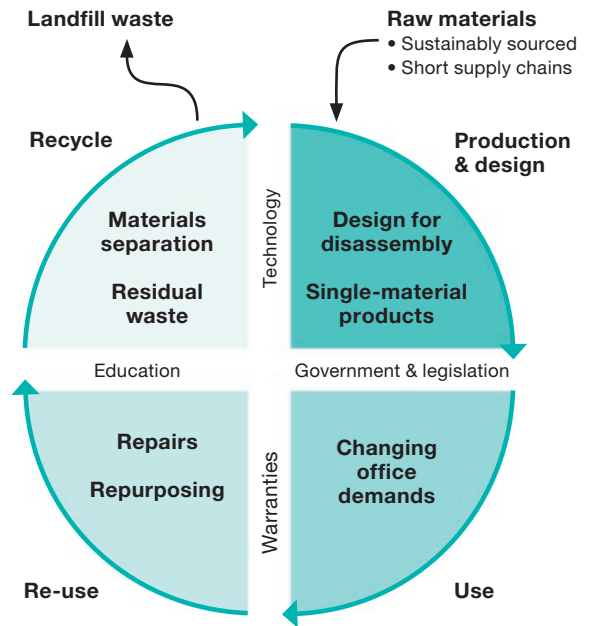 Landfill waste
Raw materials
• Sustainably sourced
• Short supply chains
Recycle
Production
& design
Materials
separation
Residual
waste
Technology
Design for
disassembly
Single-material
products
Education
Government & legislation
Repairs
Repurposing
Warranties
Changing
office
demands
Re-use
Use